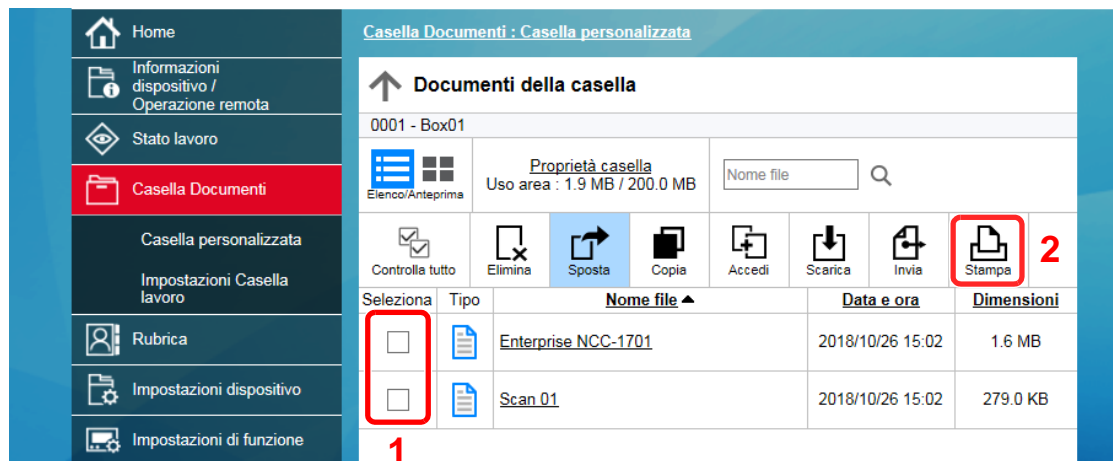 Home
Informazioni
dispositivo /
Operazione remota
Stato lavoro
Casella Documenti
Casella personalizzata
Impostazioni Casella
lavoro
Rubrica
Impostazioni dispositivo
Impostazioni di funzione
Casella Documenti : Casella personalizzata
Documenti della casella
0001 - Box01
Elenco/Anteprima
Proprietà casella
Uso area : 1.9 MB / 200.0 MB
Nome file
Controlla tutto Elimina Sposta Copia Accedi Scarica Invia Stampa 2
Seleziona Tipo Nome file Data e ora Dimensioni
Enterprise NCC-1701 2018/10/26 15:02 1.6 MB
Scan 01 2018/10/26 15:02 279.0 KB
1